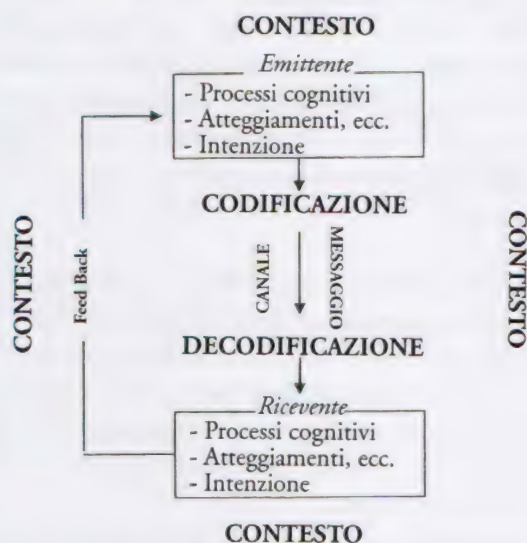 CONTESTO
Emittente
- Processi cognitivi
- Atteggiamenti, ecc.
- Intenzione
CODIFICAZIONE
CONTESTO
Feed Back
CANALE
MESSAGGIO
CONTESTO
DECODIFICAZIONE
Ricevente
- Processi cognitivi
- Atteggiamenti, ecc.
- Intenzione
CONTESTO